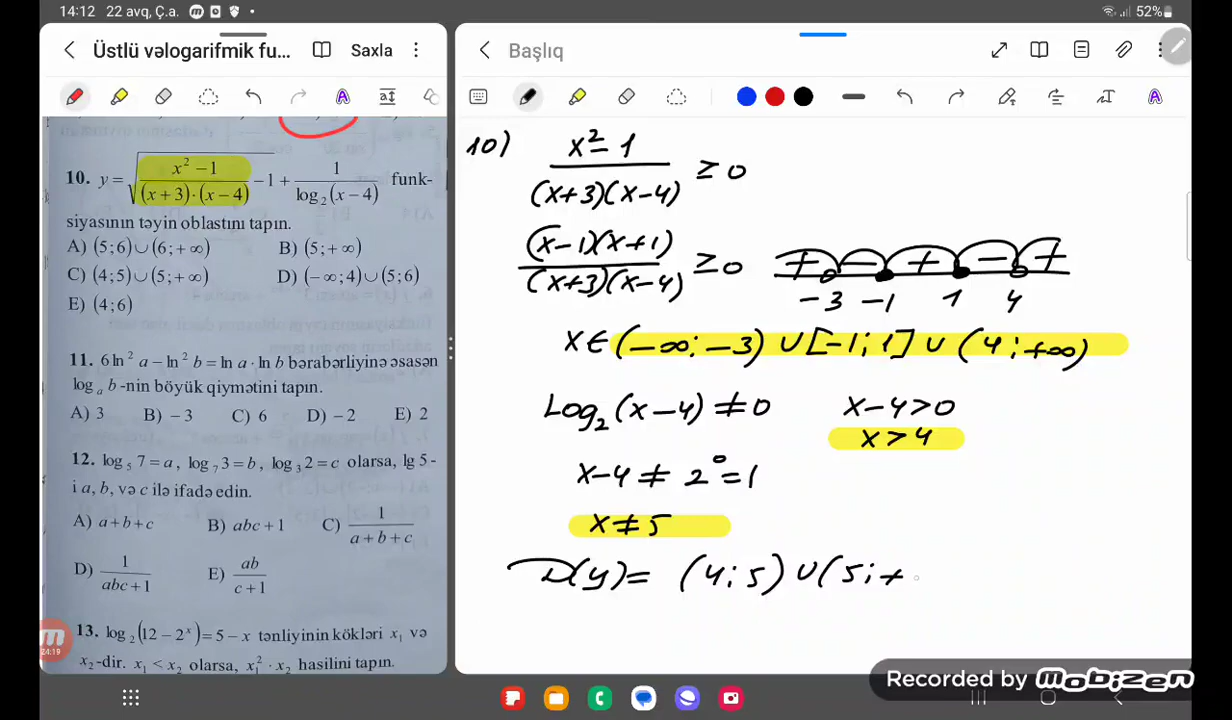 14:12 22 avq, Ç.a. 52%
Üstlü vəlogarifmik fu... Saxla
Başlıq
10. y = √((x² − 1)/((x + 3)·(x − 4)) − 1) + 1/(log₂(x − 4)) funk-
siyasının təyin oblastını tapın.
A) (5;6)∪(6;+∞) B) (5;+∞)
C) (4;5)∪(5;+∞) D) (−∞;4)∪(5;6)
E) (4;6)
11. 6ln² a − ln² b = ln a · ln b bərabərliyinə əsasən
logₐ b -nin böyük qiymətini tapın.
A) 3 B) −3 C) 6 D) −2 E) 2
12. log₅ 7 = a, log₇ 3 = b, log₃ 2 = c olarsa, lg 5-
i a, b, və c ilə ifadə edin.
A) a+b+c B) abc+1 C) 1/(a+b+c)
D) 1/(abc+1) E) ab/(c+1)
13. log₂(12 − 2ˣ) = 5 − x tənliyinin kökləri x₁ və
x₂-dir. x₁ < x₂ olarsa, x₁² · x₂ hasilini tapın.
10) (x² − 1)/((x+3)(x−4)) ≥ 0
((x−1)(x+1))/((x+3)(x−4)) ≥ 0
+ − + − +
−3 −1 1 4
x∈(−∞; −3) ∪ [−1; 1] ∪ (4; +∞)
Log₂(x−4) ≠ 0 x−4>0
x>4
x−4 ≠ 2⁰ = 1
x≠5
D(y) = (4; 5) ∪ (5; +
24:19
Recorded by mobizen